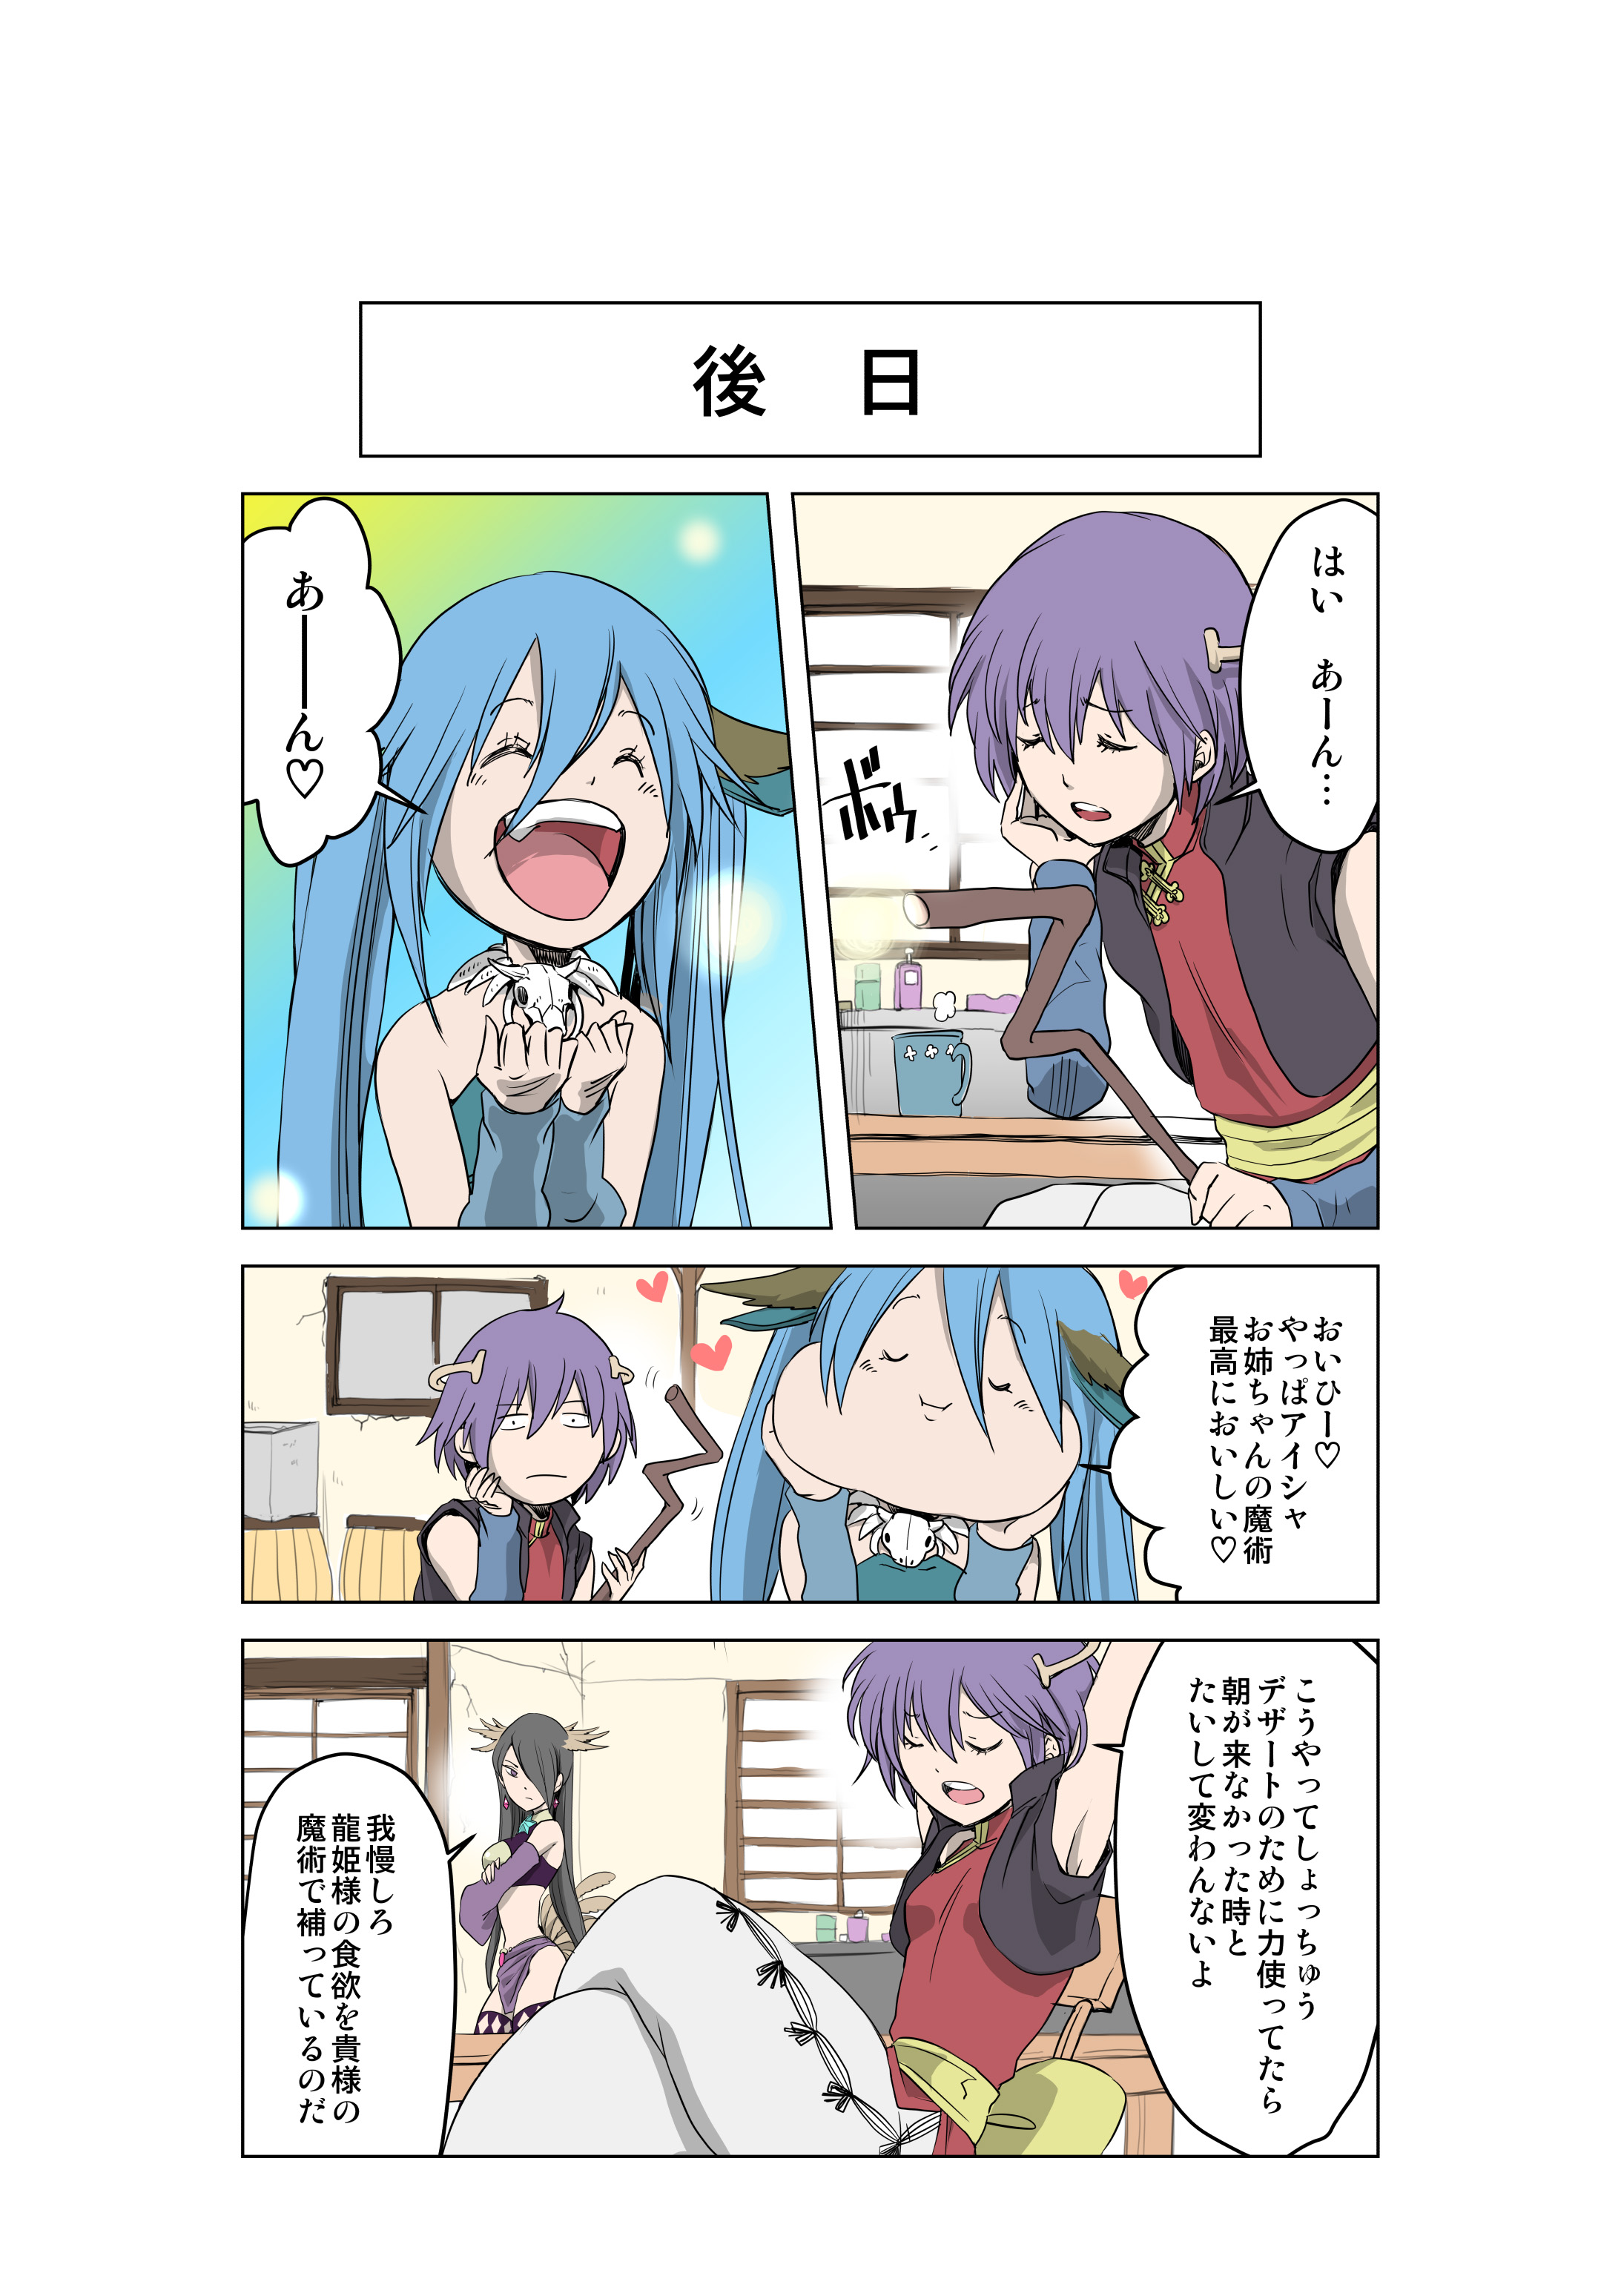 後日
はい あーん…
ボゥ…
あ――ん♡
おいひー♡
やっぱアイシャ
お姉ちゃんの魔術
最高においしい♡
こうやってしょっちゅう
デザートのために力使ってたら
朝が来なかった時と
たいして変わんないよ
我慢しろ
龍姫様の食欲を貴様の
魔術で補っているのだ